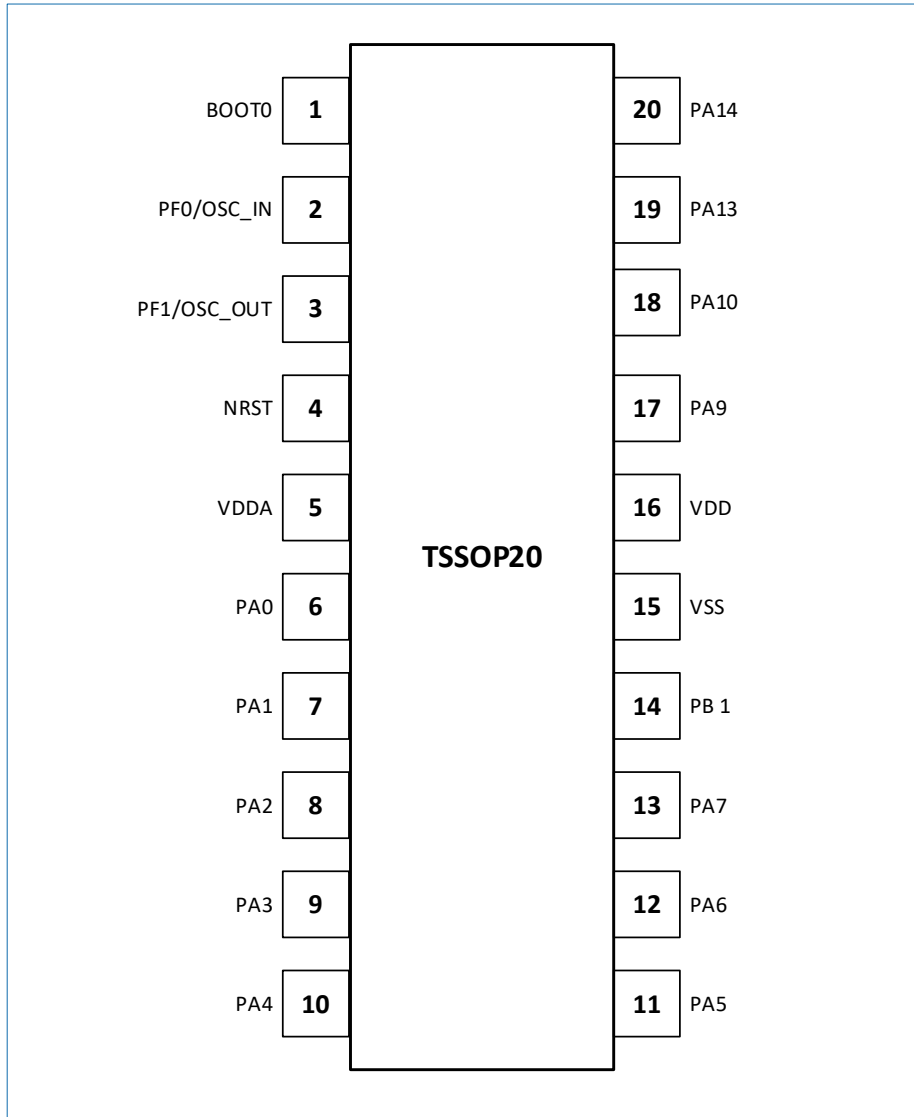 BOOT0 1 20 PA14
PF0/OSC_IN 2 19 PA13
PF1/OSC_OUT 3 18 PA10
NRST 4 17 PA9
VDDA 5 16 VDD
TSSOP20
PA0 6 15 VSS
PA1 7 14 PB 1
PA2 8 13 PA7
PA3 9 12 PA6
PA4 10 11 PA5